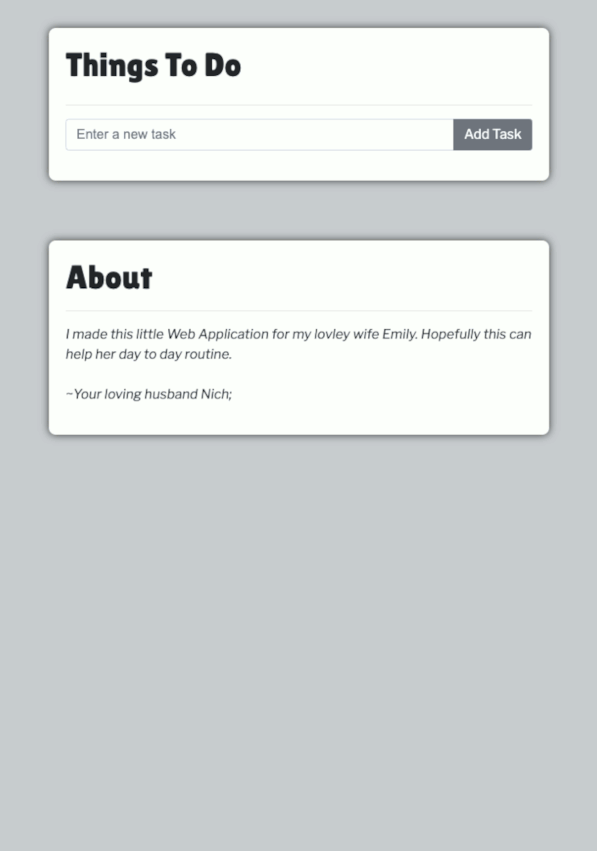 Things To Do
Enter a new task
Add Task
About
I made this little Web Application for my lovley wife Emily. Hopefully this can
help her day to day routine.
~Your loving husband Nich;